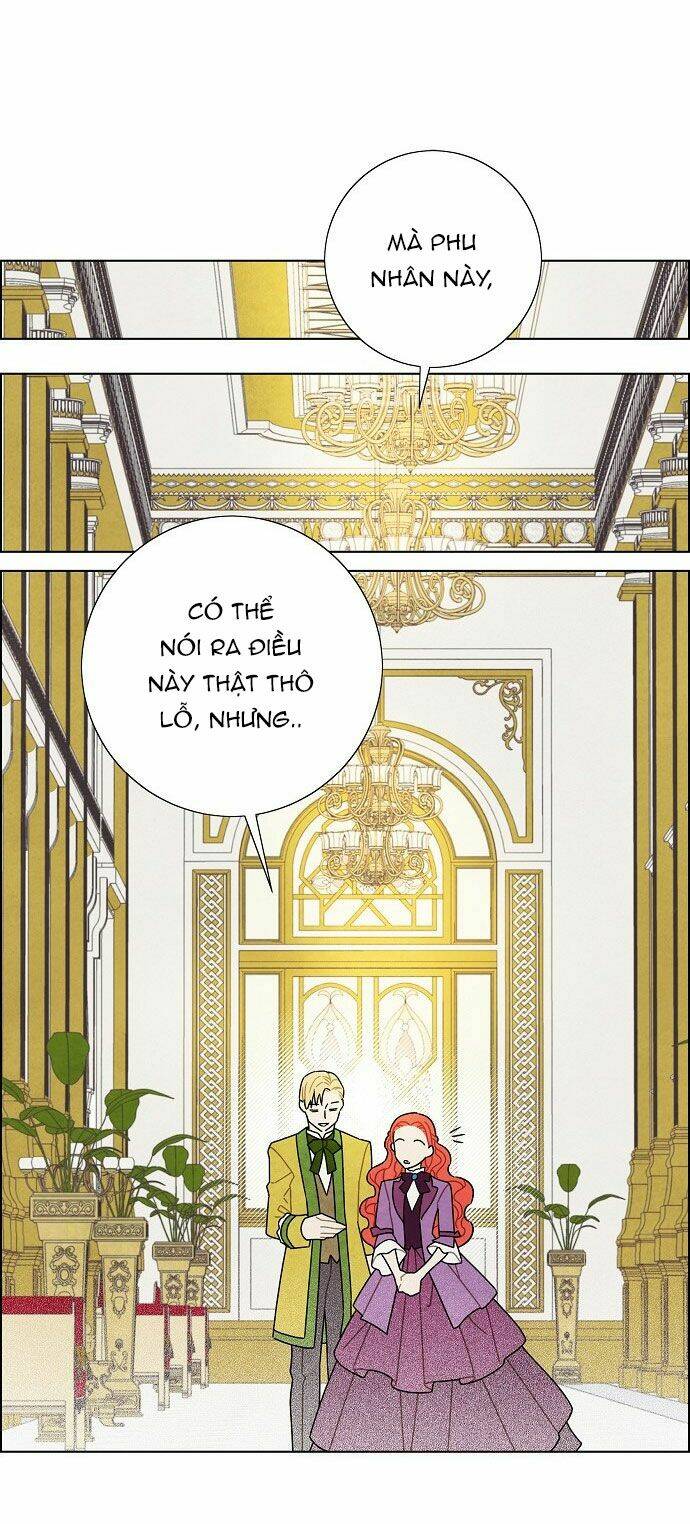 MÀ PHU
NHÂN NÀY,
CÓ THỂ
NÓI RA ĐIỀU
NÀY THẬT THÔ
LỖ, NHƯNG..